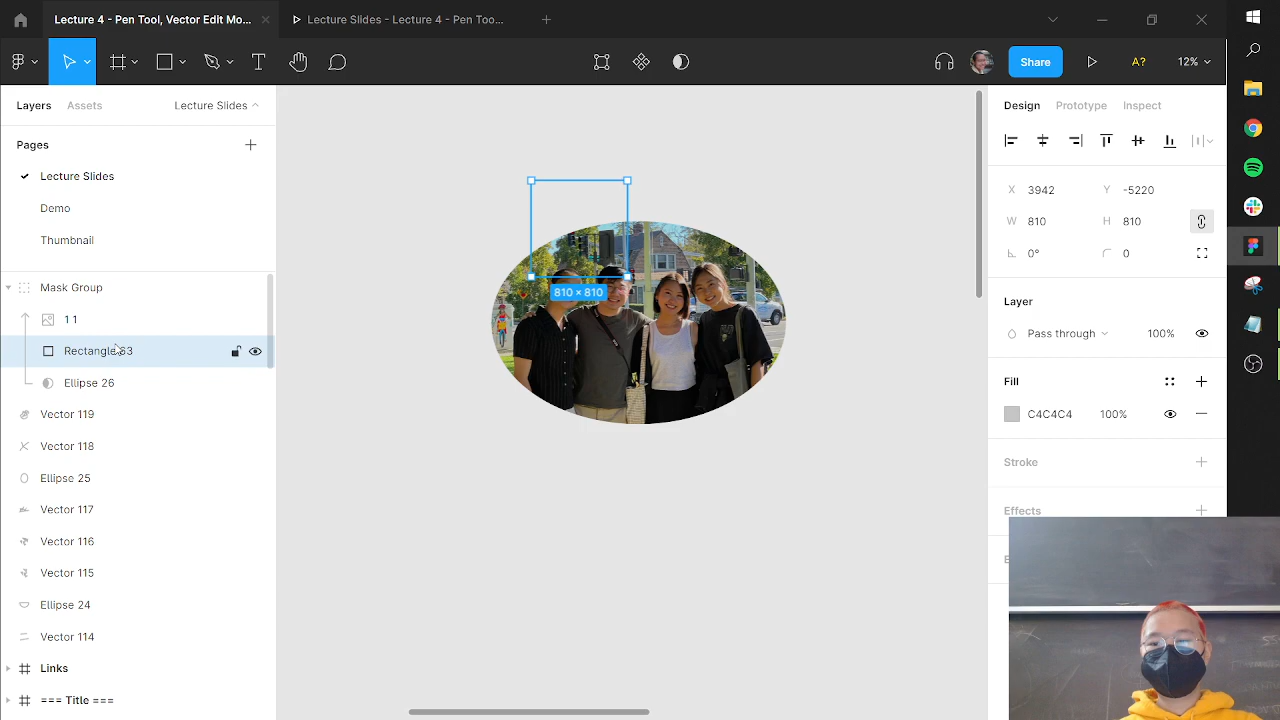 Lecture 4 - Pen Tool, Vector Edit Mo...
Lecture Slides - Lecture 4 - Pen Too...
Share
A?
12%
Layers
Assets
Lecture Slides
Pages
Lecture Slides
Demo
Thumbnail
Mask Group
1 1
Ellipse 26
Vector 119
Vector 118
Ellipse 25
Vector 117
Vector 116
Vector 115
Ellipse 24
Vector 114
Links
=== Title ===
810 × 810
Design
Prototype
Inspect
X 3942
Y -5220
W 810
H 810
0°
0
Layer
Pass through
100%
Fill
C4C4C4
100%
Stroke
Effects